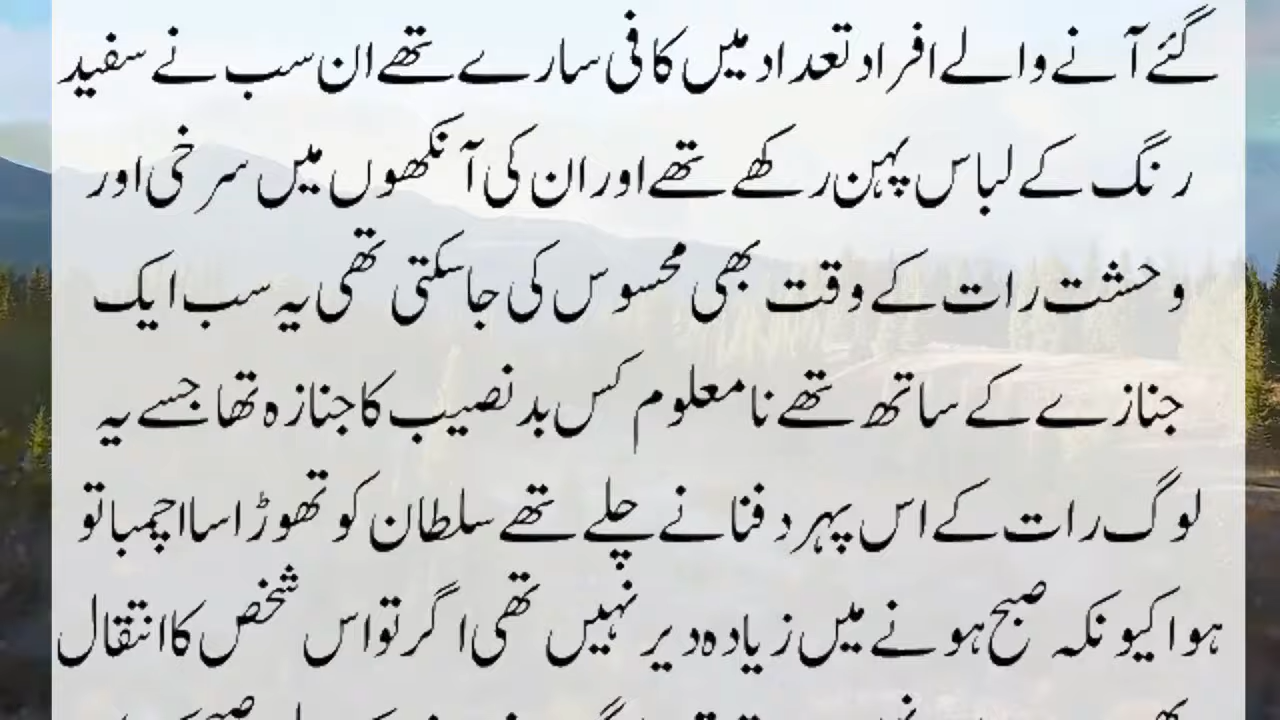 گئے آنے والے افراد تعداد میں کافی سارے تھے ان سب نے سفید
رنگ کے لباس پہن رکھے تھے اور ان کی آنکھوں میں سرخی اور
وحشت رات کے وقت بھی محسوس کی جا سکتی تھی یہ سب ایک
جنازے کے ساتھ تھے نامعلوم کس بدنصیب کا جنازہ تھا جسے یہ
لوگ رات کے اس پہر دفنانے چلے تھے سلطان کو تھوڑا سا اچمبا تو
ہوا کیونکہ صبح ہونے میں زیادہ دیر نہیں تھی اگر تو اس شخص کا انتقال